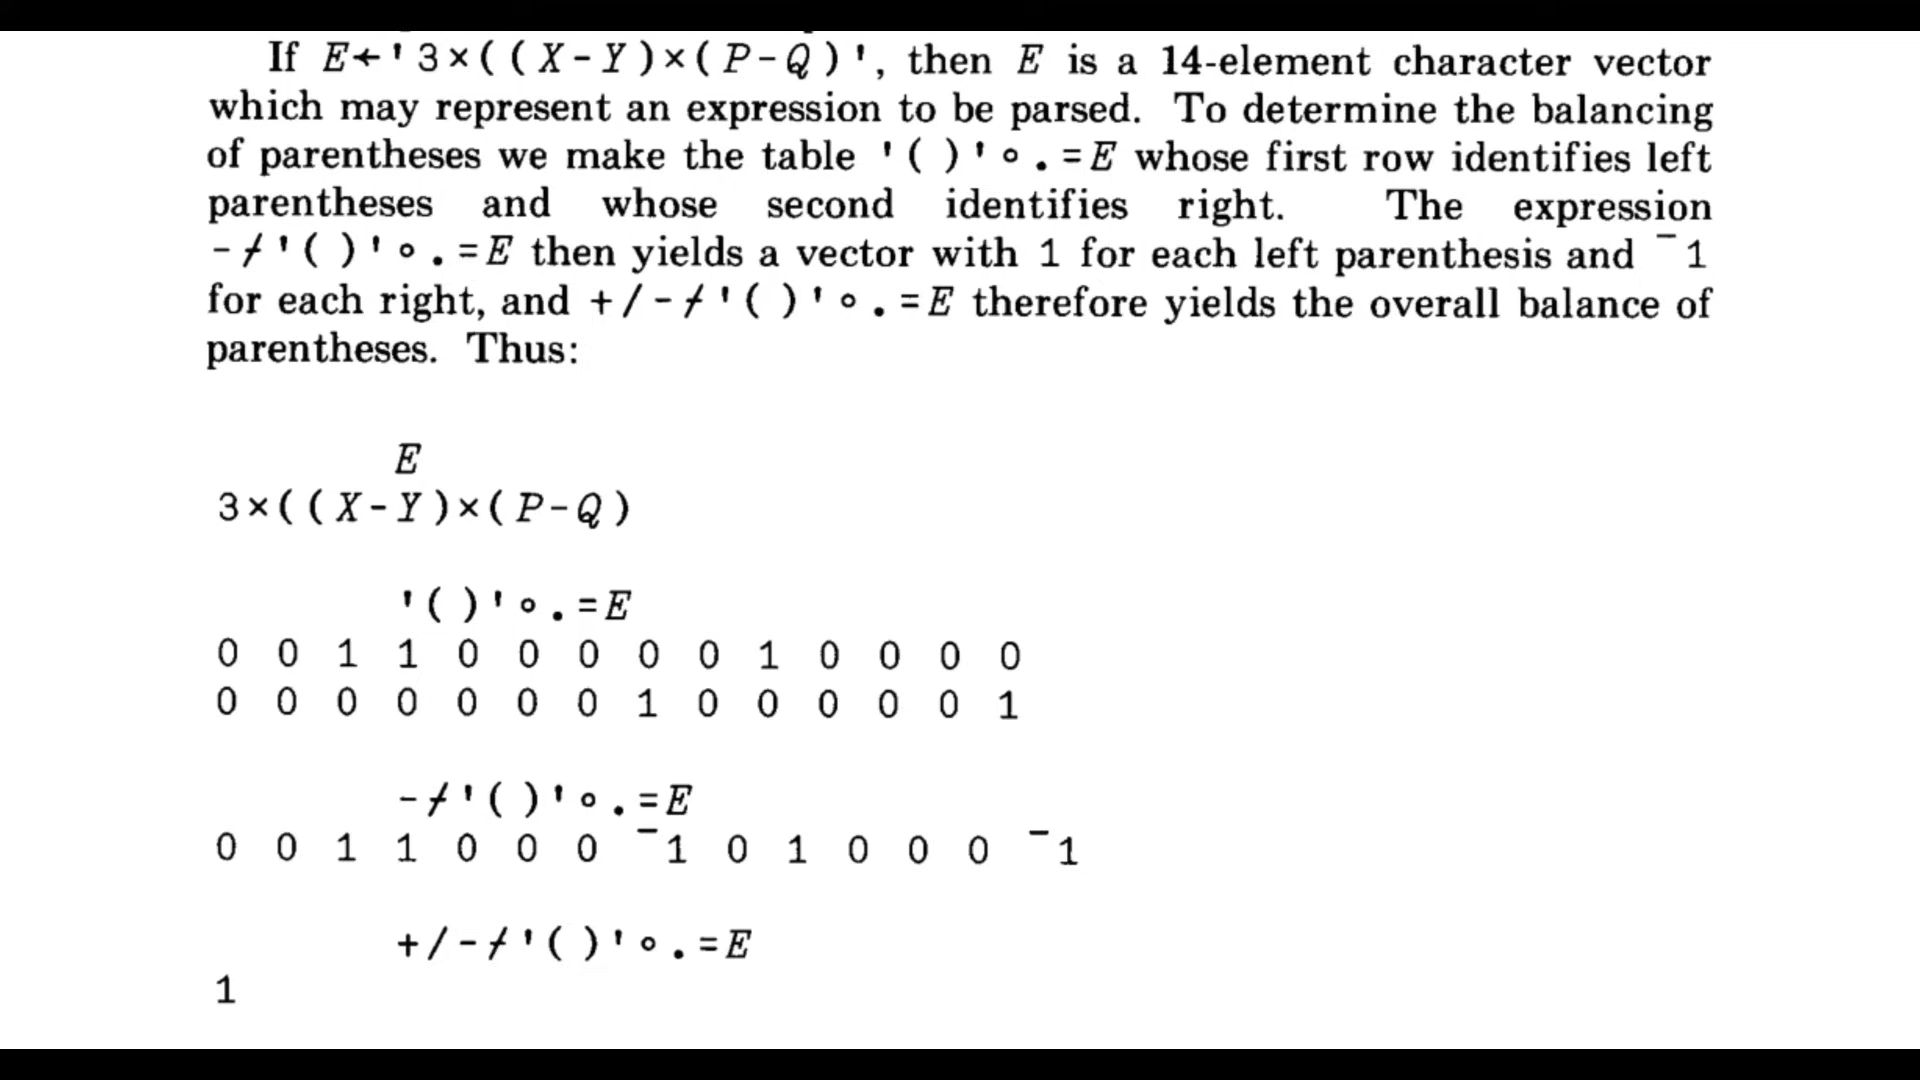 If E←'3×((X-Y)×(P-Q)', then E is a 14-element character vector
which may represent an expression to be parsed. To determine the balancing
of parentheses we make the table '()'∘.=E whose first row identifies left
parentheses and whose second identifies right. The expression
-⌿'()'∘.=E then yields a vector with 1 for each left parenthesis and ¯1
for each right, and +/-⌿'()'∘.=E therefore yields the overall balance of
parentheses. Thus:
E
3×((X-Y)×(P-Q)
'()'∘.=E
0 0 1 1 0 0 0 0 0 1 0 0 0 0
0 0 0 0 0 0 0 1 0 0 0 0 0 1
-⌿'()'∘.=E
0 0 1 1 0 0 0 ¯1 0 1 0 0 0 ¯1
+/-⌿'()'∘.=E
1